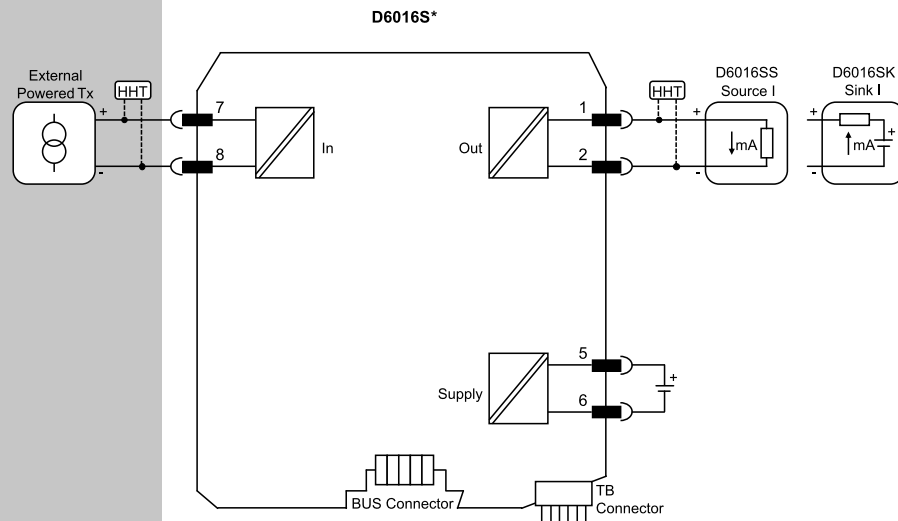 D6016S*
External
Powered Tx
HHT
+
-
7
8
In
Out
1
2
HHT
+
-
D6016SS
Source I
mA
D6016SK
Sink I
+
-
mA
+
Supply
5
6
+
BUS Connector
TB
Connector